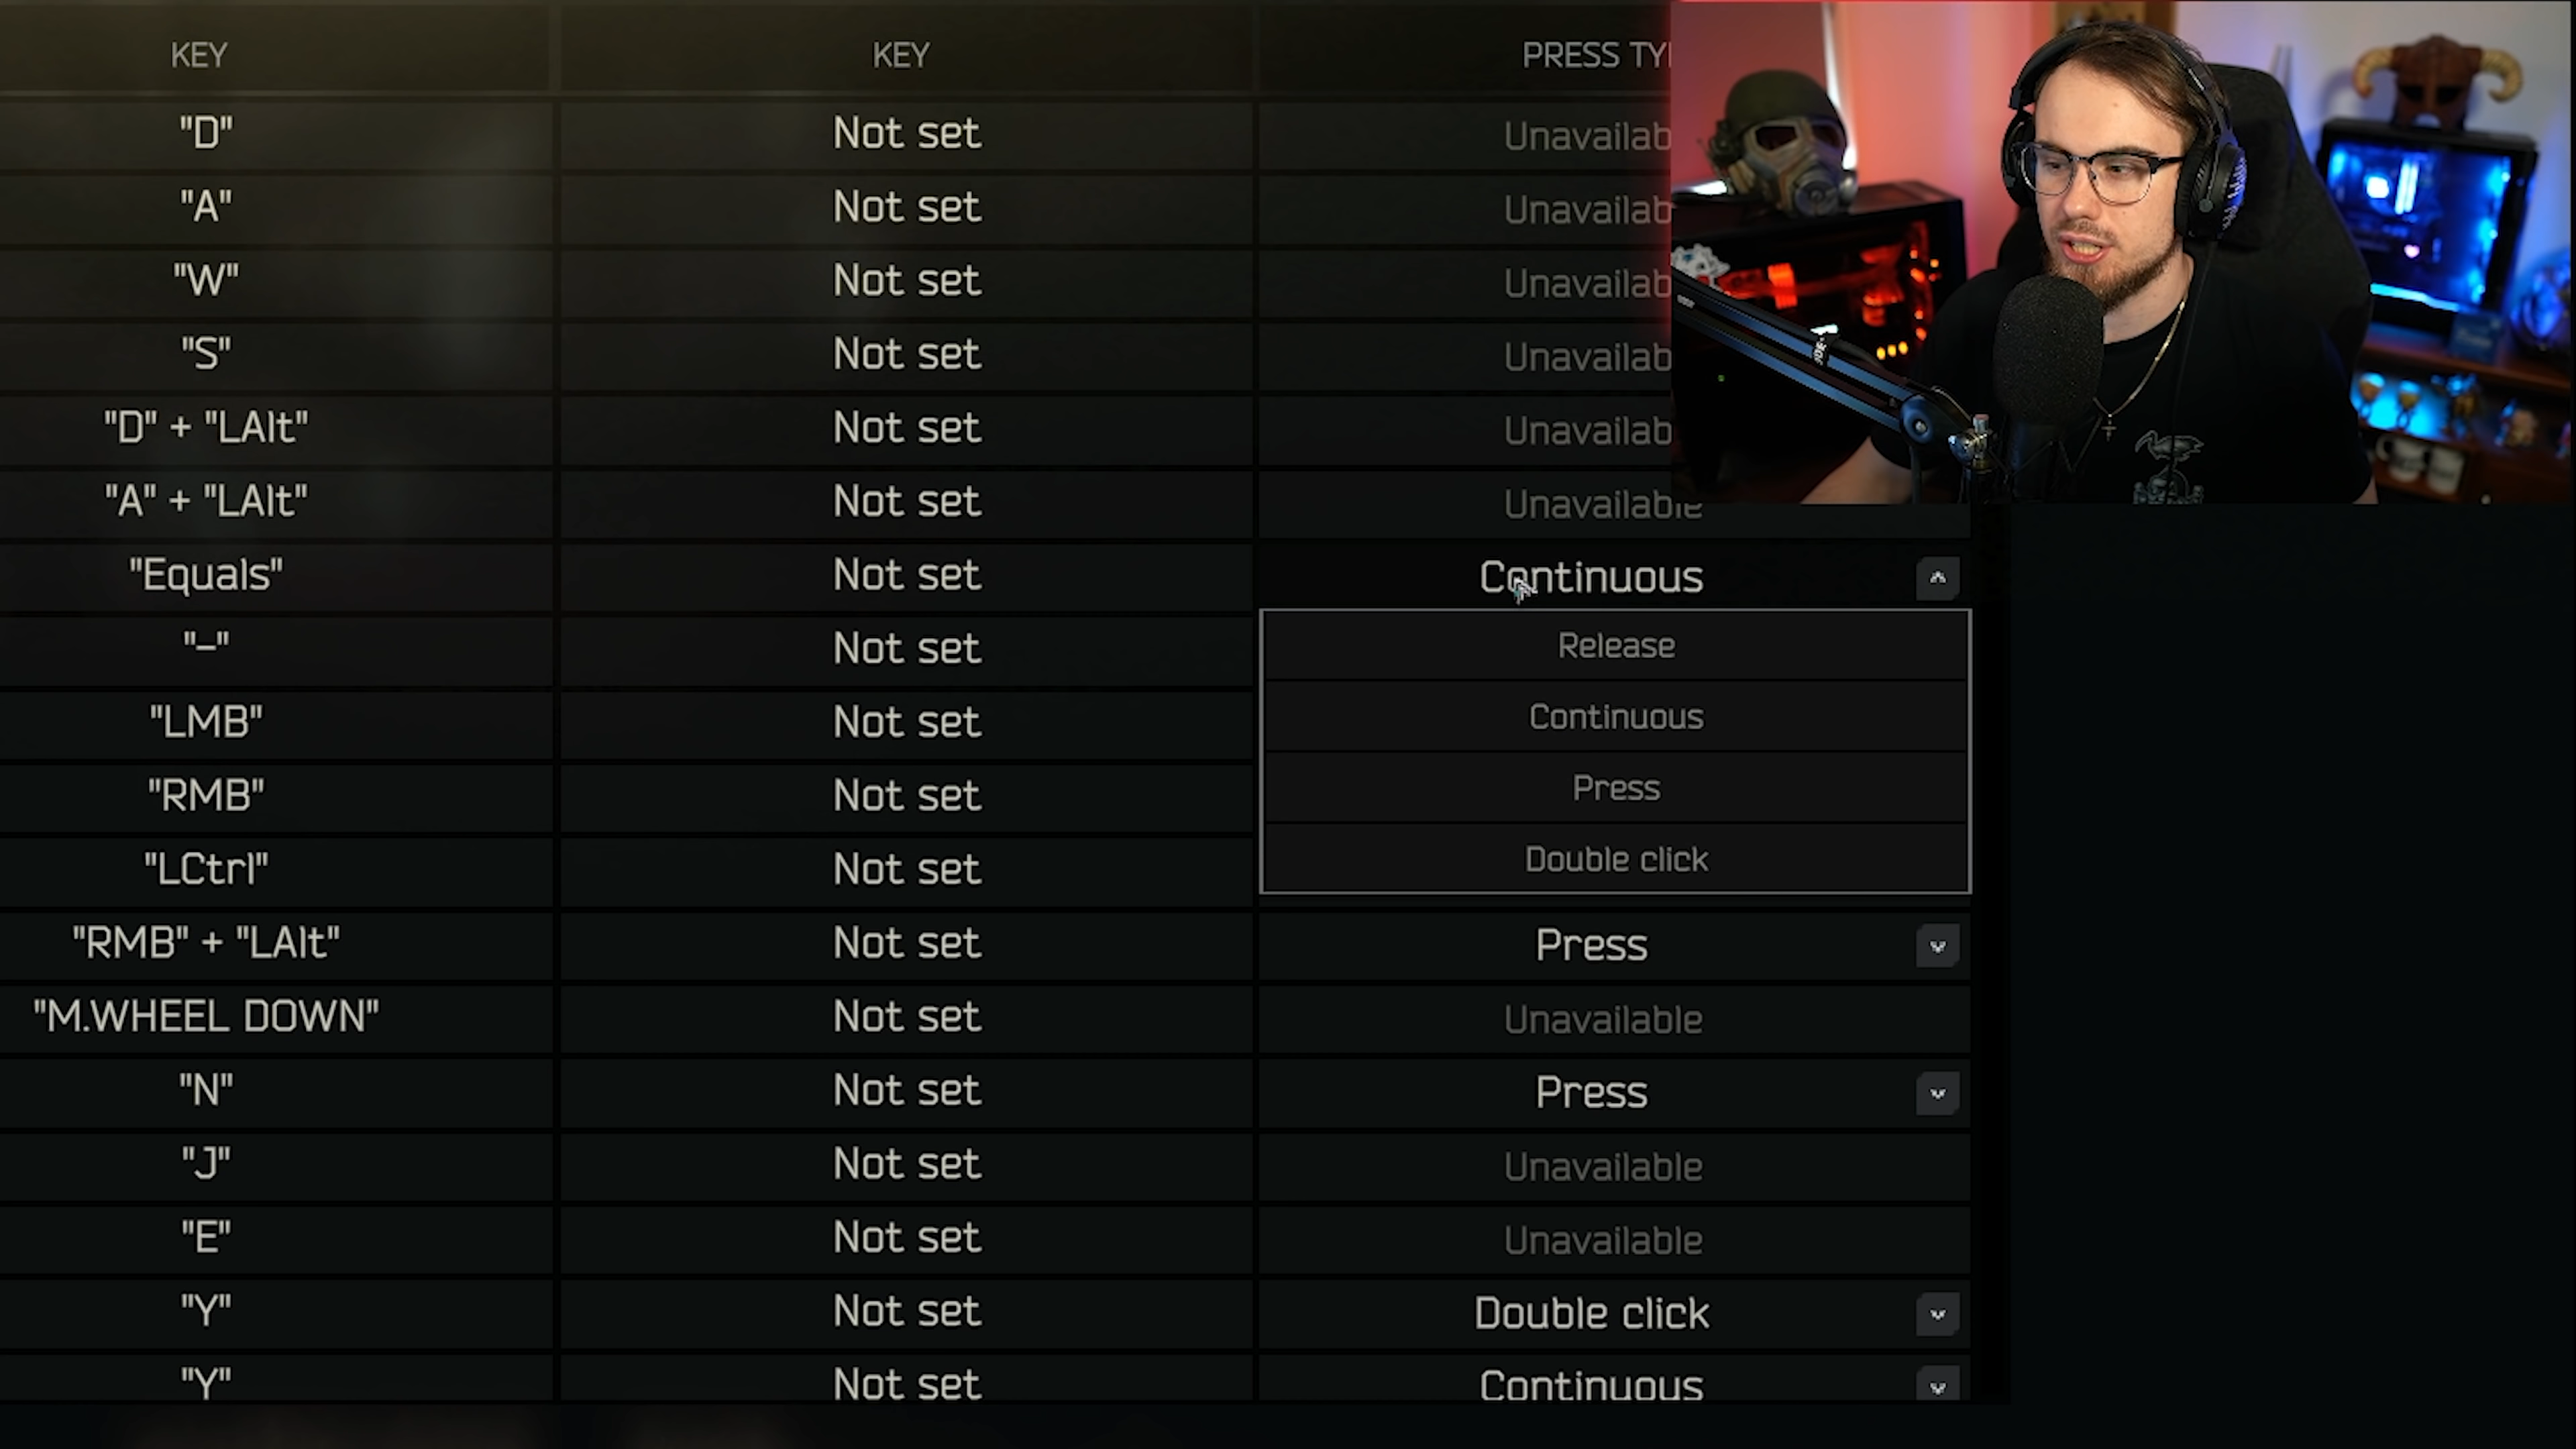 KEY KEY PRESS TY
"D" Not set Unavailab
"A" Not set Unavailab
"W" Not set Unavailab
"S" Not set Unavailab
"D" + "LAlt" Not set Unavailab
"A" + "LAlt" Not set Unavailable
"Equals" Not set Continuous
"-" Not set Release
"LMB" Not set Continuous
"RMB" Not set Press
"LCtrl" Not set Double click
"RMB" + "LAlt" Not set Press
"M.WHEEL DOWN" Not set Unavailable
"N" Not set Press
"J" Not set Unavailable
"E" Not set Unavailable
"Y" Not set Double click
"Y" Not set Continuous